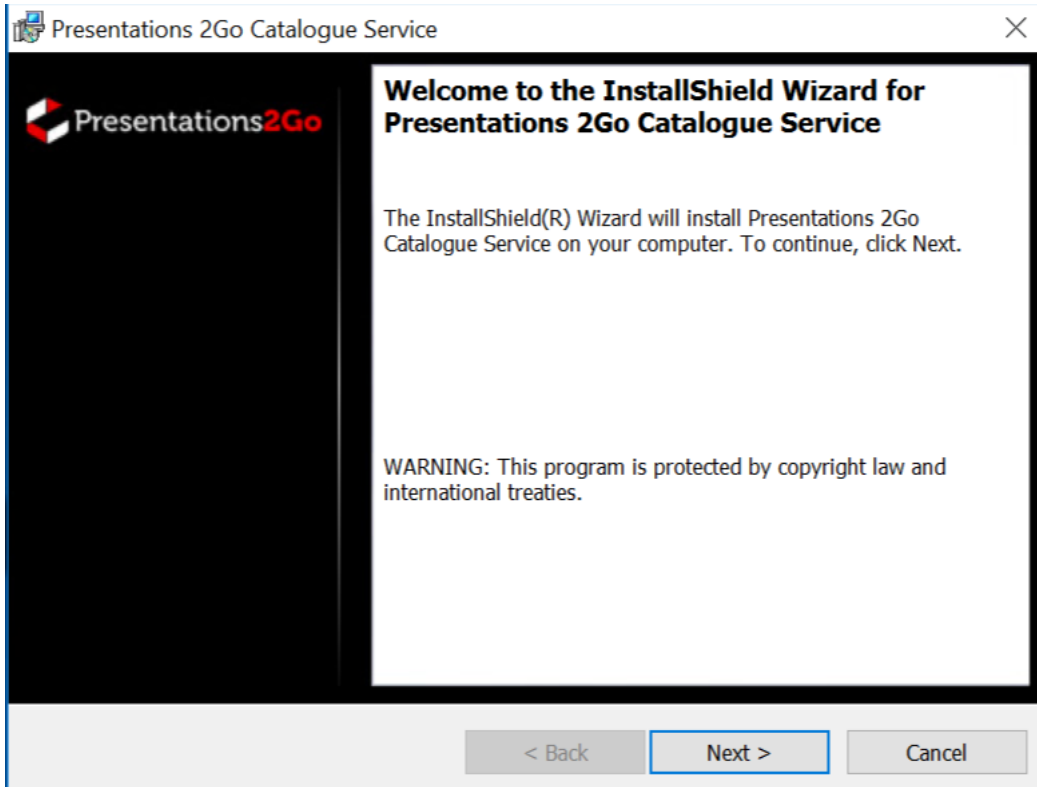 Presentations 2Go Catalogue Service
Presentations2Go
Welcome to the InstallShield Wizard for
Presentations 2Go Catalogue Service
The InstallShield(R) Wizard will install Presentations 2Go
Catalogue Service on your computer. To continue, click Next.
WARNING: This program is protected by copyright law and
international treaties.
< Back
Next >
Cancel